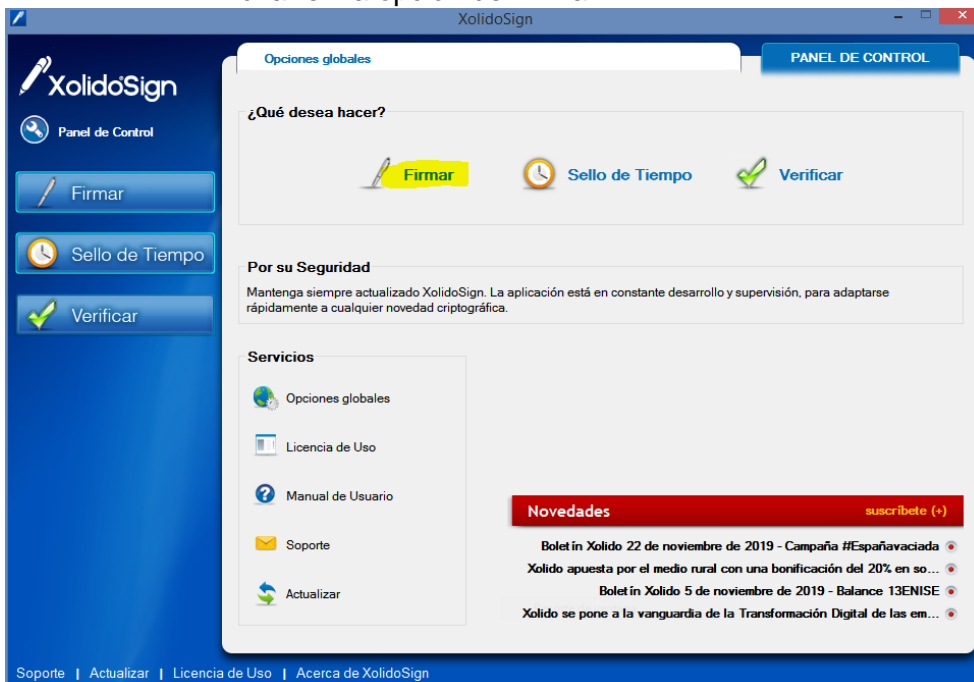 XolidoSign
XolidoSign
Panel de Control
Firmar
Sello de Tiempo
Verificar
Opciones globales
PANEL DE CONTROL
¿Qué desea hacer?
Firmar
Sello de Tiempo
Verificar
Por su Seguridad
Mantenga siempre actualizado XolidoSign. La aplicación está en constante desarrollo y supervisión, para adaptarse
rápidamente a cualquier novedad criptográfica.
Servicios
Opciones globales
Licencia de Uso
Manual de Usuario
Soporte
Actualizar
Novedades
suscríbete (+)
Boletín Xolido 22 de noviembre de 2019 - Campaña #Españavaciada
Xolido apuesta por el medio rural con una bonificación del 20% en so...
Boletín Xolido 5 de noviembre de 2019 - Balance 13ENISE
Xolido se pone a la vanguardia de la Transformación Digital de las em...
Soporte | Actualizar | Licencia de Uso | Acerca de XolidoSign